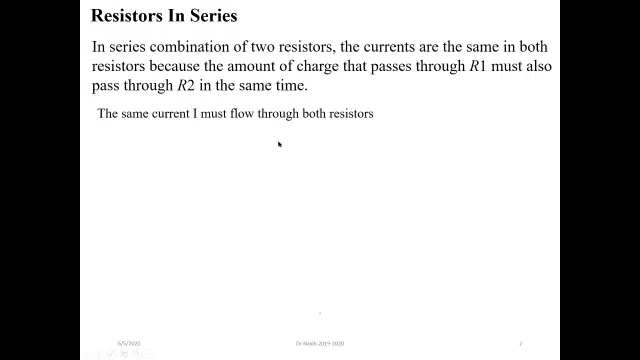 Resistors In Series
In series combination of two resistors, the currents are the same in both
resistors because the amount of charge that passes through R1 must also
pass through R2 in the same time.
The same current I must flow through both resistors
6/5/2020
Dr Nasih 2019-2020
2